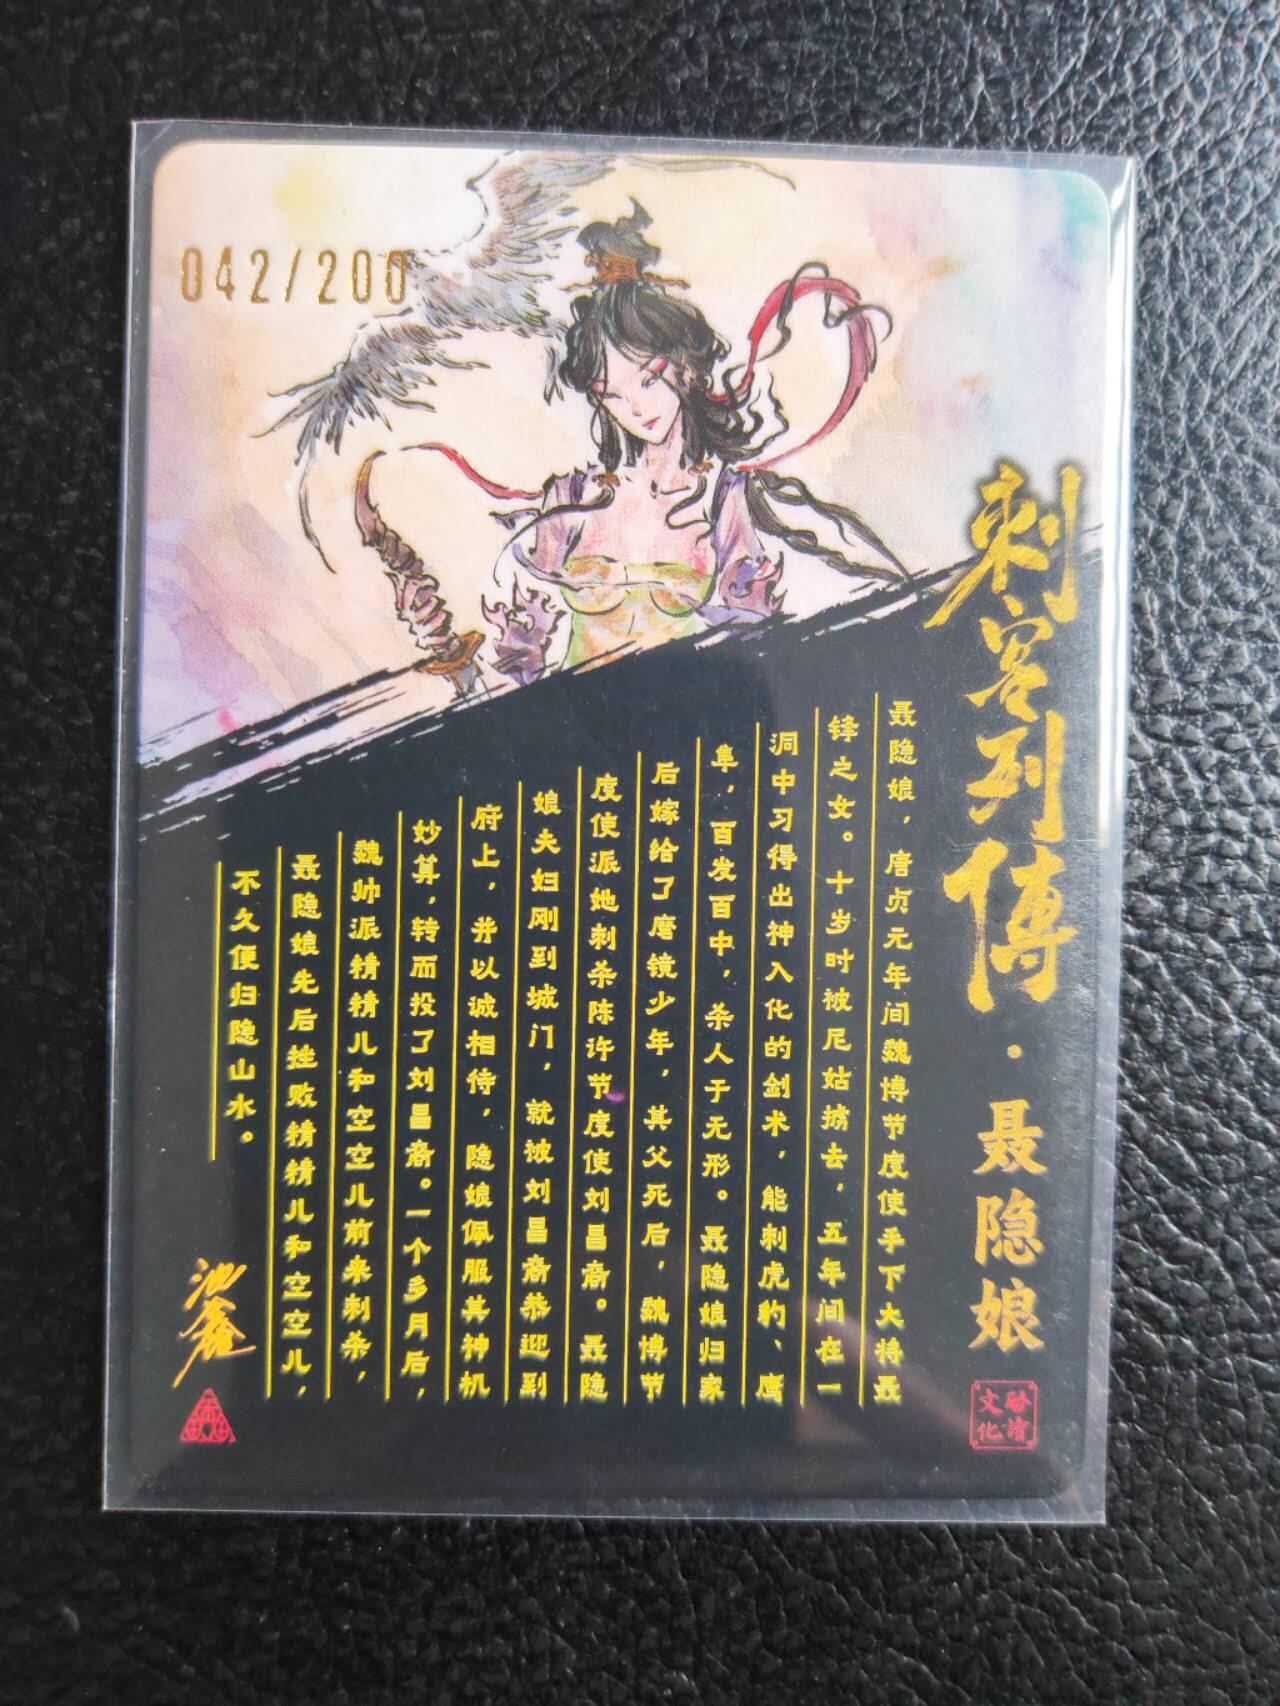 042/200
刺客列傳·聂隐娘
聂隐娘，唐贞元年间魏博节度使手下大将聂
锋之女。十岁时被尼姑掳去，五年间在一
洞中习得出神入化的剑术，能刺虎豹、鹰
隼，百发百中，杀人于无形。聂隐娘归家
后嫁给了磨镜少年，其父死后，魏博节
度使派她刺杀陈许节度使刘昌裔。聂隐
娘夫妇刚到城门，就被刘昌裔恭迎到
府上，并以诚相待，隐娘佩服其神机
妙算，转而投了刘昌裔。一个多月后，
魏帅派精精儿和空空儿前来刺杀，
聂隐娘先后挫败精精儿和空空儿，
不久便归隐山水。
文化